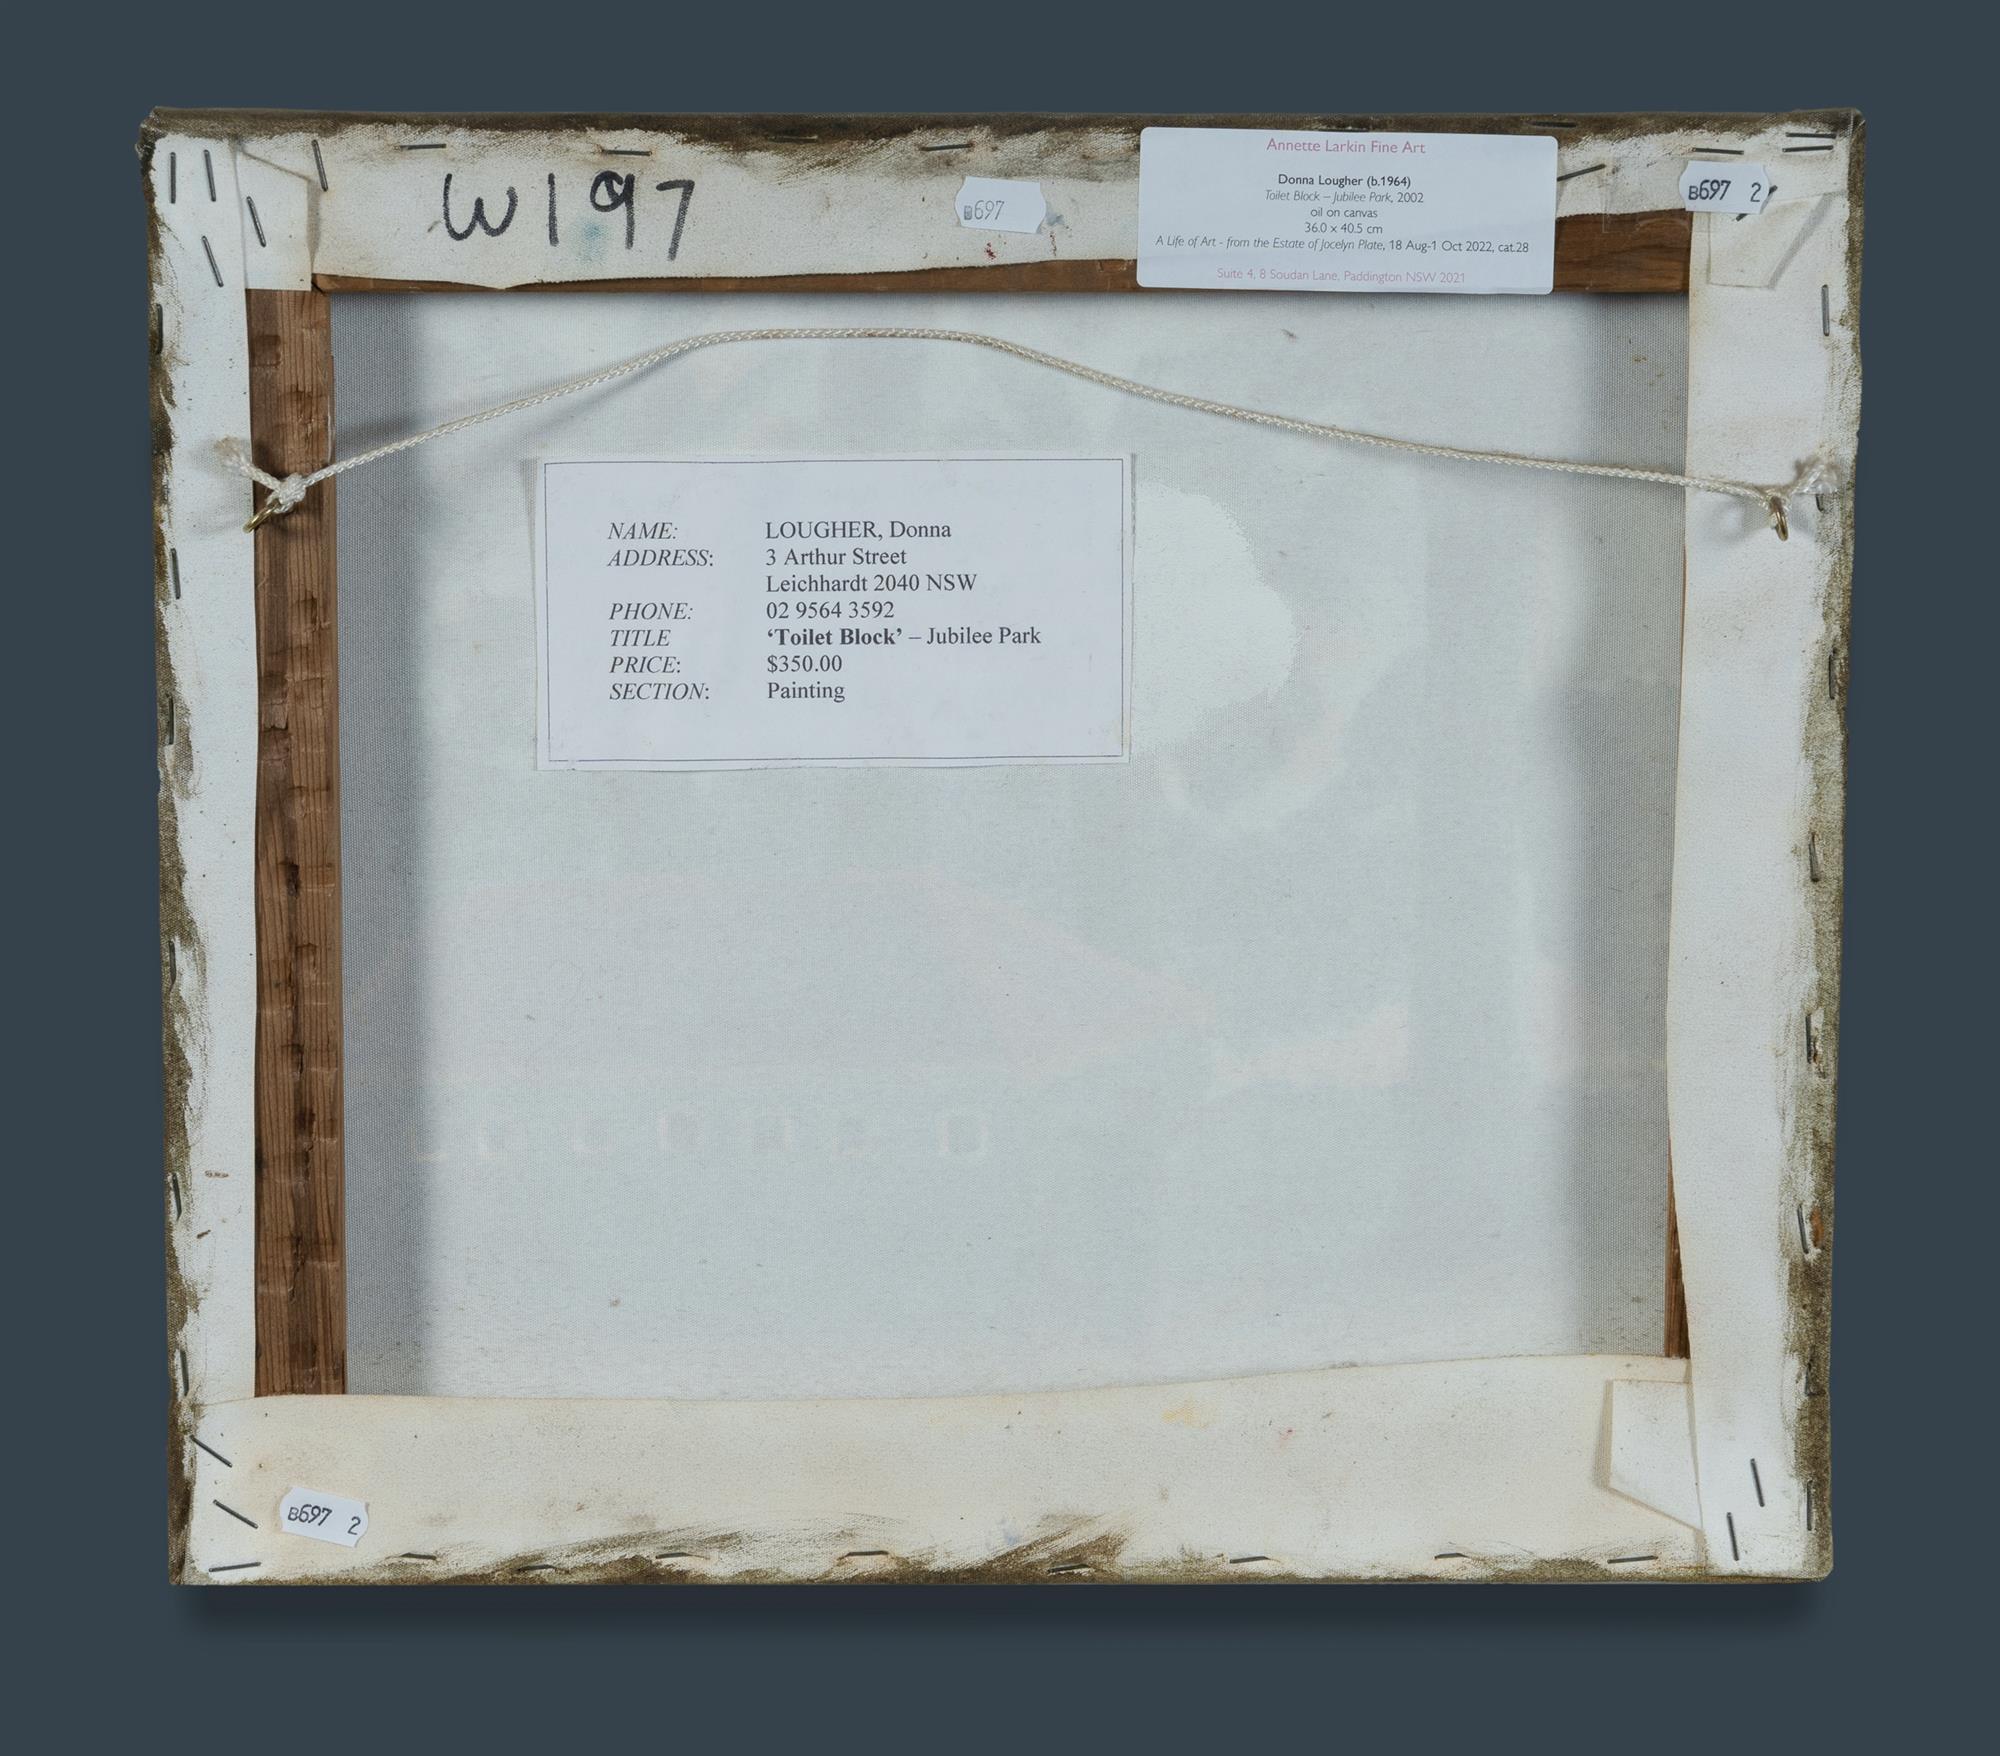 W197
B697
Annette Larkin Fine Art
Donna Lougher (b.1964)
Toilet Block – Jubilee Park, 2002
oil on canvas
36.0 x 40.5 cm
A Life of Art - from the Estate of Jocelyn Plate, 18 Aug-1 Oct 2022, cat.28
Suite 4, 8 Soudan Lane, Paddington NSW 2021
B697 2
NAME: LOUGHER, Donna
ADDRESS: 3 Arthur Street
Leichhardt 2040 NSW
PHONE: 02 9564 3592
TITLE ‘Toilet Block’ – Jubilee Park
PRICE: $350.00
SECTION: Painting
B697 2